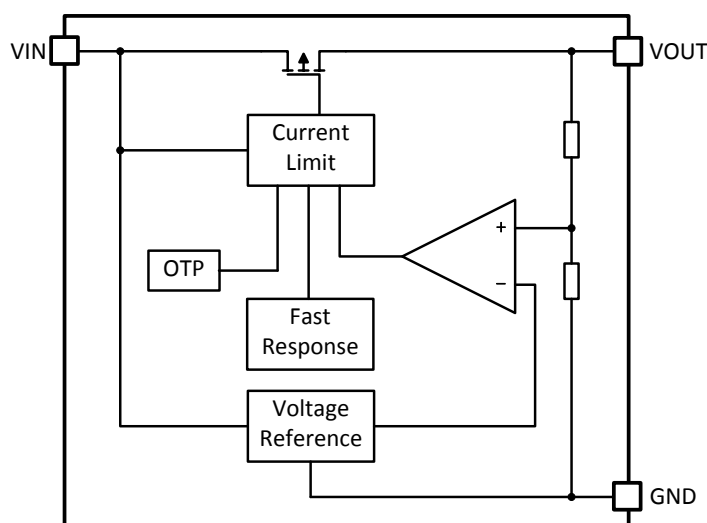 VIN
VOUT
Current
Limit
+
OTP
−
Fast
Response
Voltage
Reference
GND